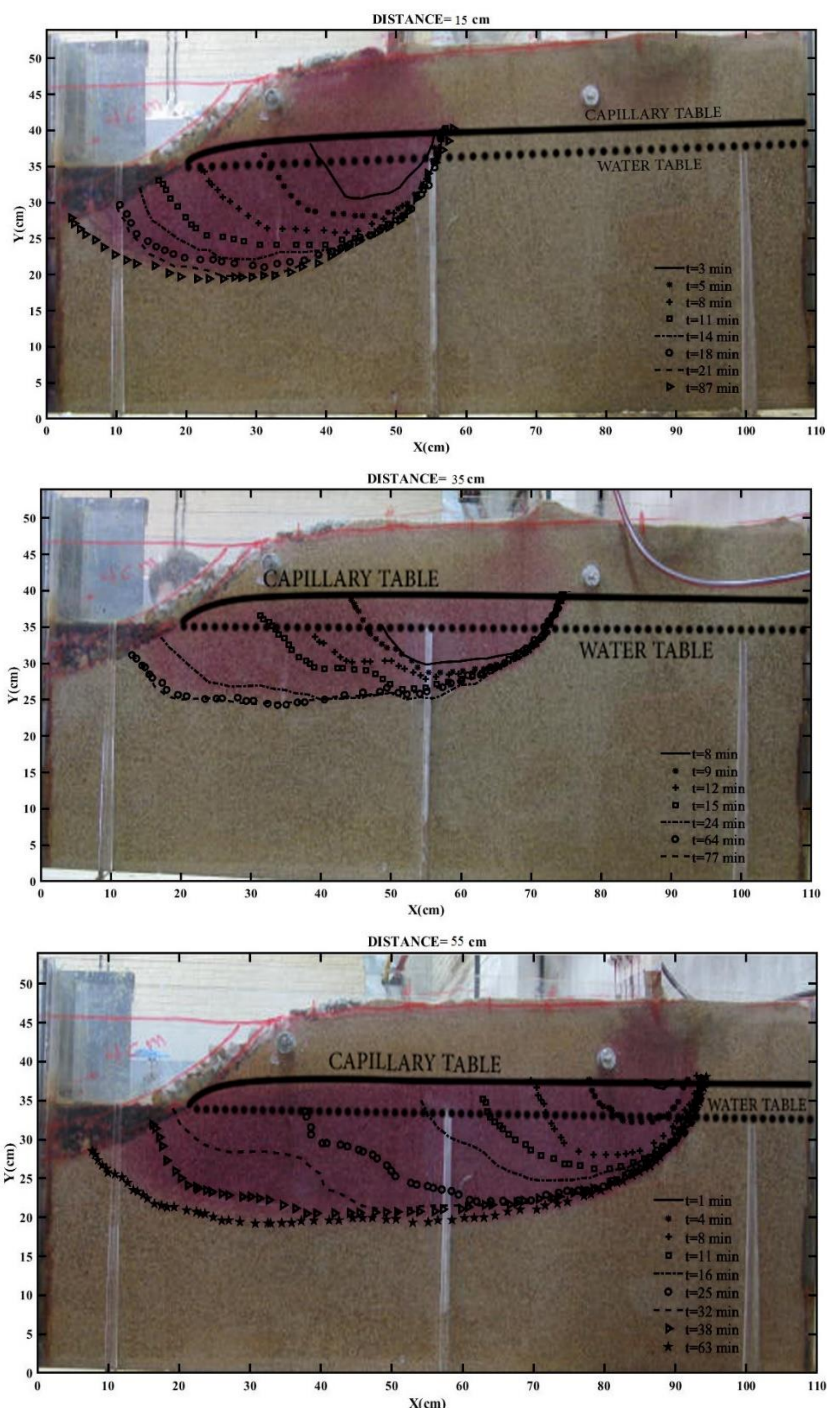 DISTANCE= 15 cm
50
45
40
35
30
25
20
15
10
5
0
Y(cm)
4cm
CAPILLARY TABLE
WATER TABLE
t=3 min
t=5 min
t=8 min
t=11 min
t=14 min
t=18 min
t=21 min
t=87 min
0 10 20 30 40 50 60 70 80 90 100 110
X(cm)
DISTANCE= 35 cm
50
45
40
35
30
25
20
15
10
5
0
Y(cm)
4cm
CAPILLARY TABLE
WATER TABLE
t=8 min
t=9 min
t=12 min
t=15 min
t=24 min
t=64 min
t=77 min
0 10 20 30 40 50 60 70 80 90 100 110
X(cm)
DISTANCE= 55 cm
50
45
40
35
30
25
20
15
10
5
0
Y(cm)
4cm
CAPILLARY TABLE
WATER TABLE
t=1 min
t=4 min
t=8 min
t=11 min
t=16 min
t=25 min
t=32 min
t=38 min
t=63 min
0 10 20 30 40 50 60 70 80 90 100 110
X(cm)